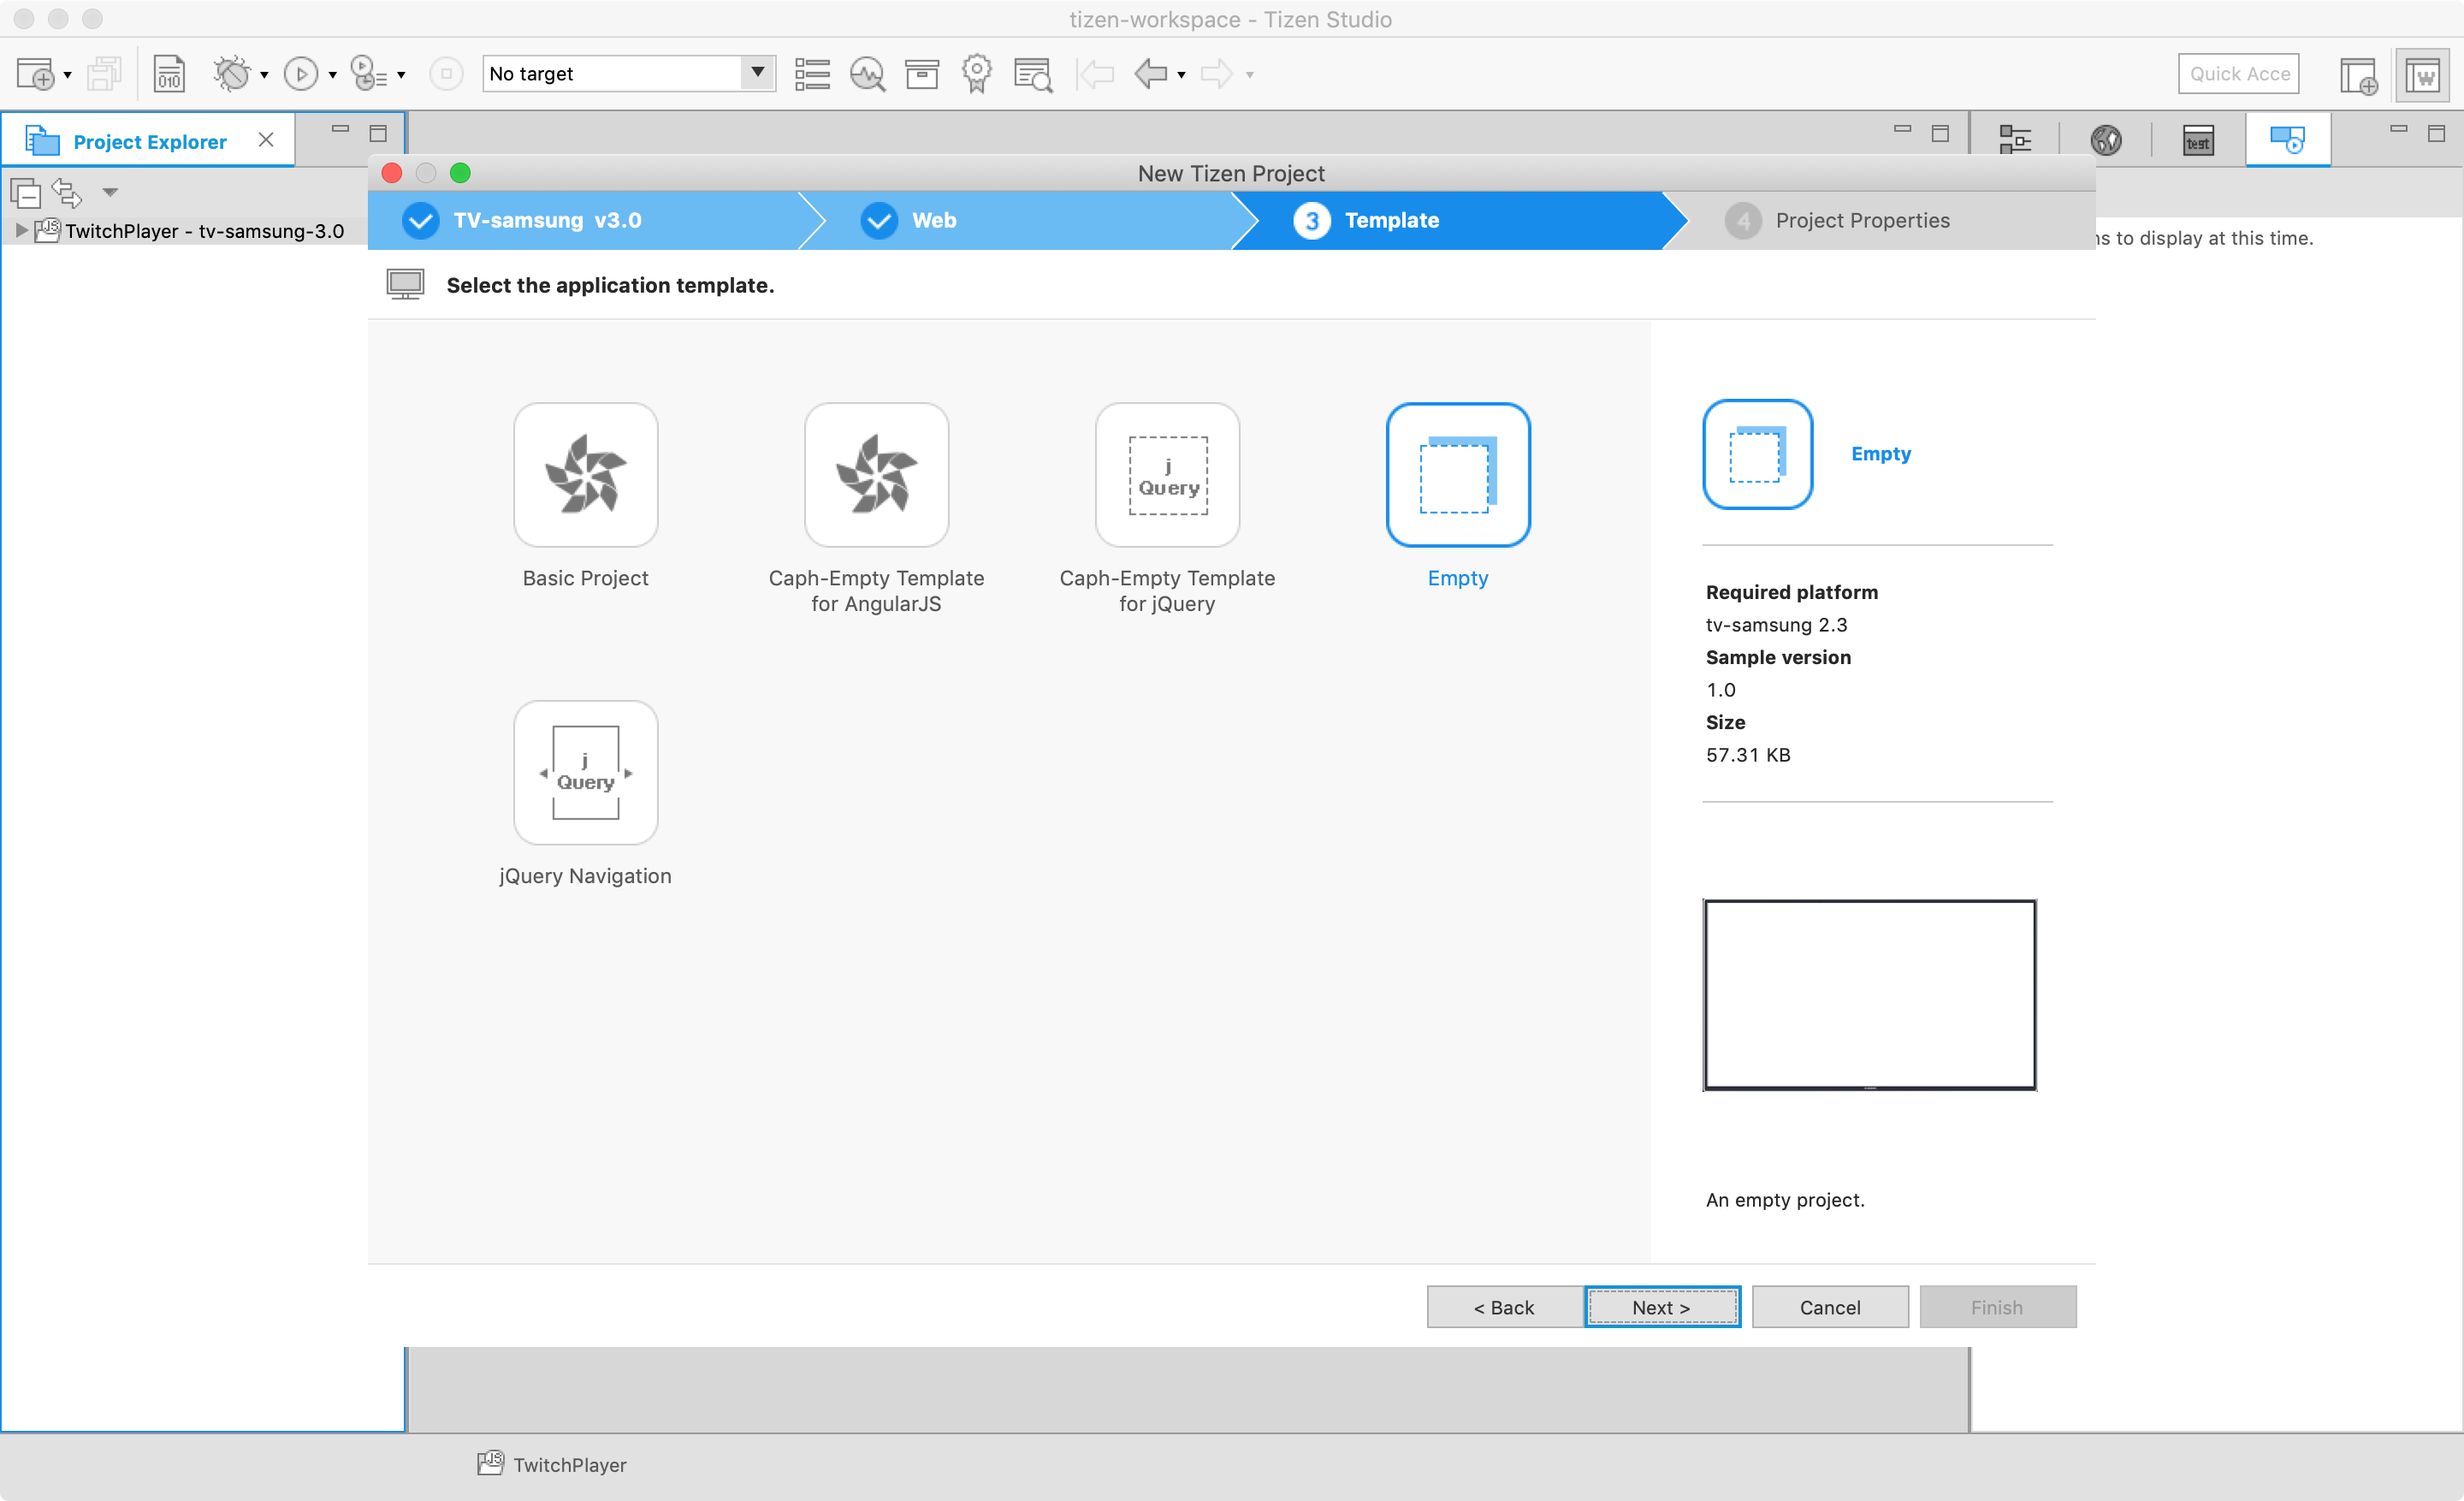 tizen-workspace - Tizen Studio
010
No target
Quick Acce
Project Explorer
test
New Tizen Project
TwitchPlayer - tv-samsung-3.0
TV-samsung v3.0
Web
3 Template
4 Project Properties
ns to display at this time.
Select the application template.
j
Query
Empty
Basic Project
Caph-Empty Template
for AngularJS
Caph-Empty Template
for jQuery
Empty
Required platform
tv-samsung 2.3
Sample version
1.0
Size
57.31 KB
j
Query
jQuery Navigation
An empty project.
< Back
Next >
Cancel
Finish
TwitchPlayer